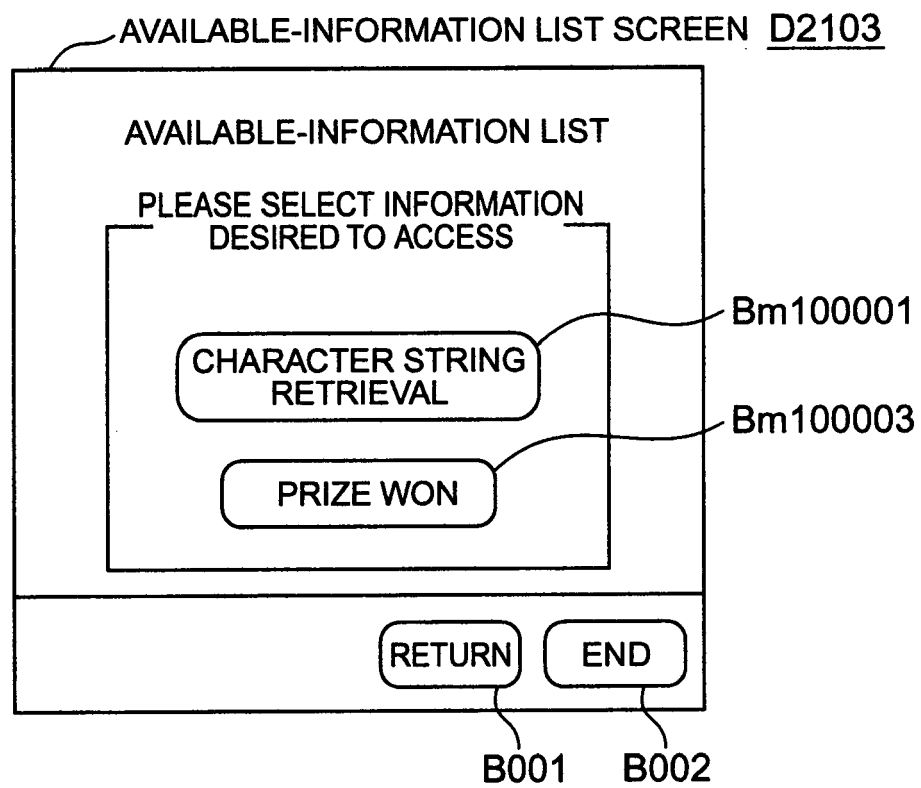 AVAILABLE-INFORMATION LIST SCREEN D2103
AVAILABLE-INFORMATION LIST
PLEASE SELECT INFORMATION
DESIRED TO ACCESS
Bm100001
CHARACTER STRING
RETRIEVAL
Bm100003
PRIZE WON
RETURN END
B001 B002